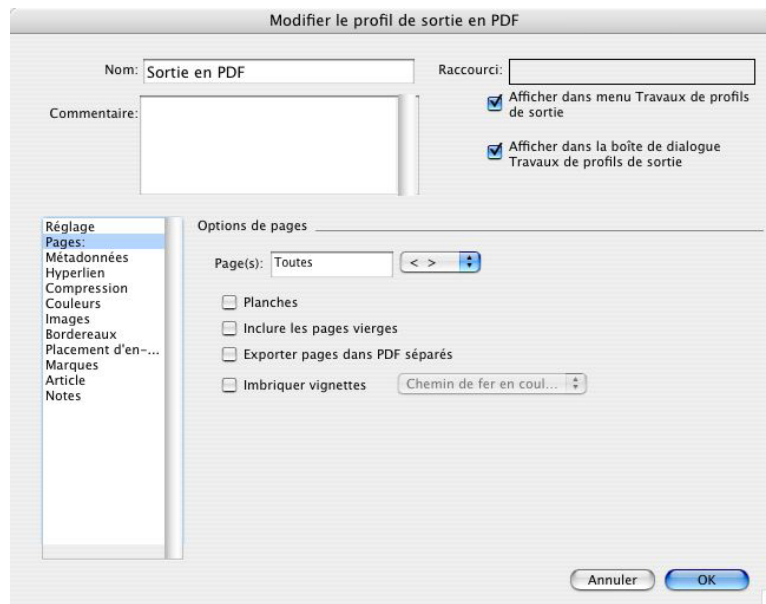 Modifier le profil de sortie en PDF
Nom: Sortie en PDF
Raccourci:
Commentaire:
Afficher dans menu Travaux de profils
de sortie
Afficher dans la boîte de dialogue
Travaux de profils de sortie
Réglage
Pages:
Métadonnées
Hyperlien
Compression
Couleurs
Images
Bordereaux
Placement d'en-...
Marques
Article
Notes
Options de pages
Page(s): Toutes < >
Planches
Inclure les pages vierges
Exporter pages dans PDF séparés
Imbriquer vignettes Chemin de fer en coul...
Annuler OK